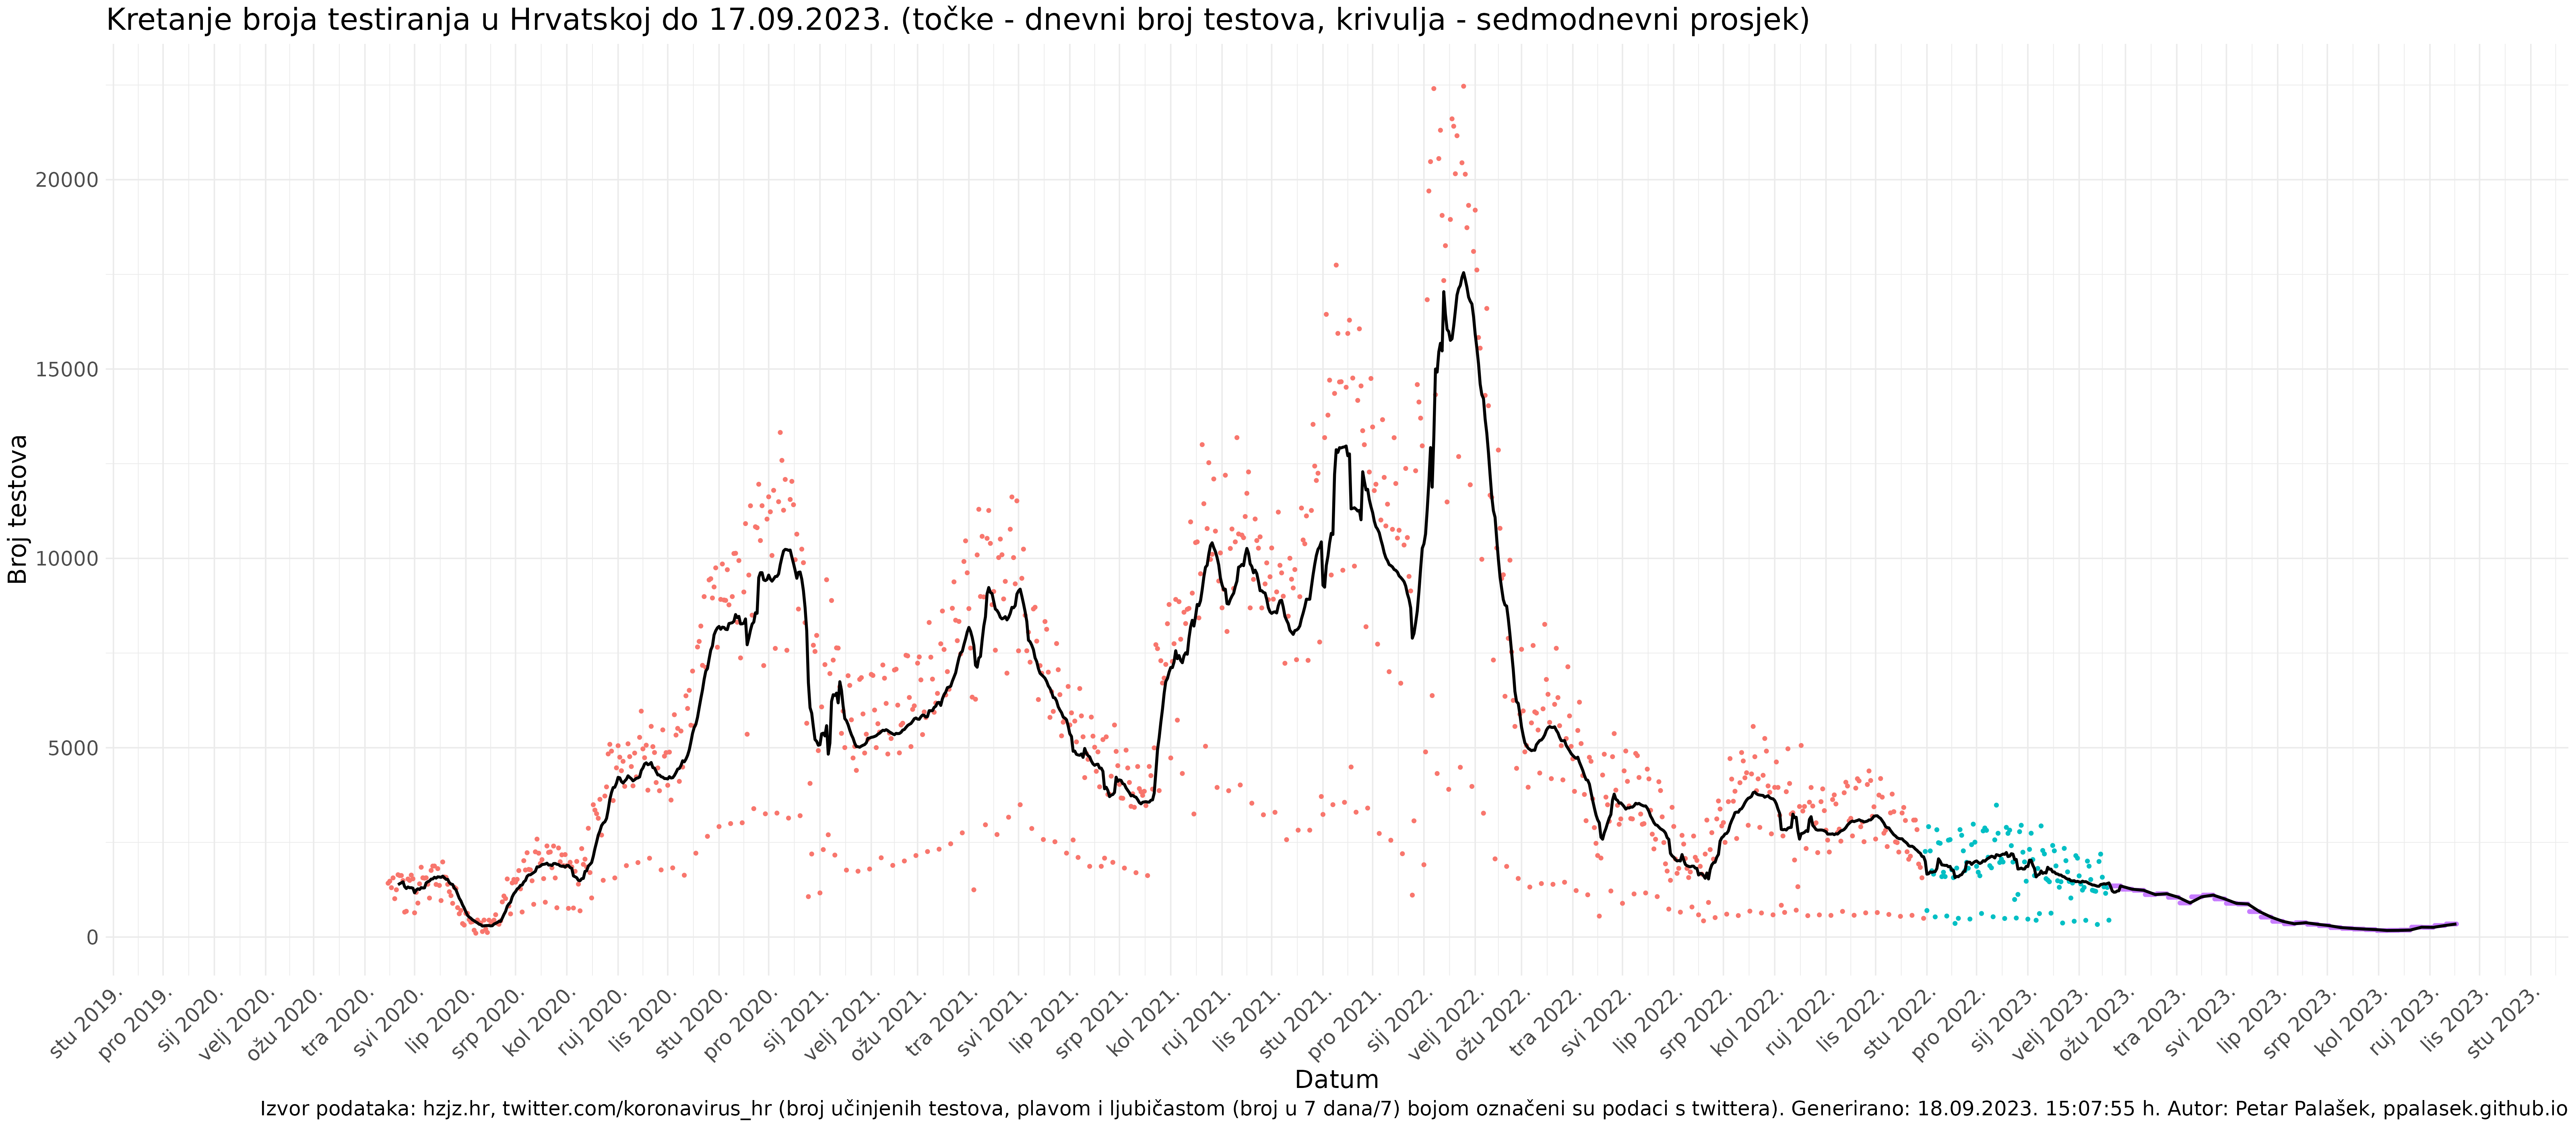 Kretanje broja testiranja u Hrvatskoj do 17.09.2023. (točke - dnevni broj testova, krivulja - sedmodnevni prosjek)
Broj testova
20000
15000
10000
5000
0
stu 2019.
pro 2019.
sij 2020.
velj 2020.
ožu 2020.
tra 2020.
svi 2020.
lip 2020.
srp 2020.
kol 2020.
ruj 2020.
lis 2020.
stu 2020.
pro 2020.
sij 2021.
velj 2021.
ožu 2021.
tra 2021.
svi 2021.
lip 2021.
srp 2021.
kol 2021.
ruj 2021.
lis 2021.
stu 2021.
pro 2021.
sij 2022.
velj 2022.
ožu 2022.
tra 2022.
svi 2022.
lip 2022.
srp 2022.
kol 2022.
ruj 2022.
lis 2022.
stu 2022.
pro 2022.
sij 2023.
velj 2023.
ožu 2023.
tra 2023.
svi 2023.
lip 2023.
srp 2023.
kol 2023.
ruj 2023.
lis 2023.
stu 2023.
Datum
Izvor podataka: hzjz.hr, twitter.com/koronavirus_hr (broj učinjenih testova, plavom i ljubičastom (broj u 7 dana/7) bojom označeni su podaci s twittera). Generirano: 18.09.2023. 15:07:55 h. Autor: Petar Palašek, ppalasek.github.io